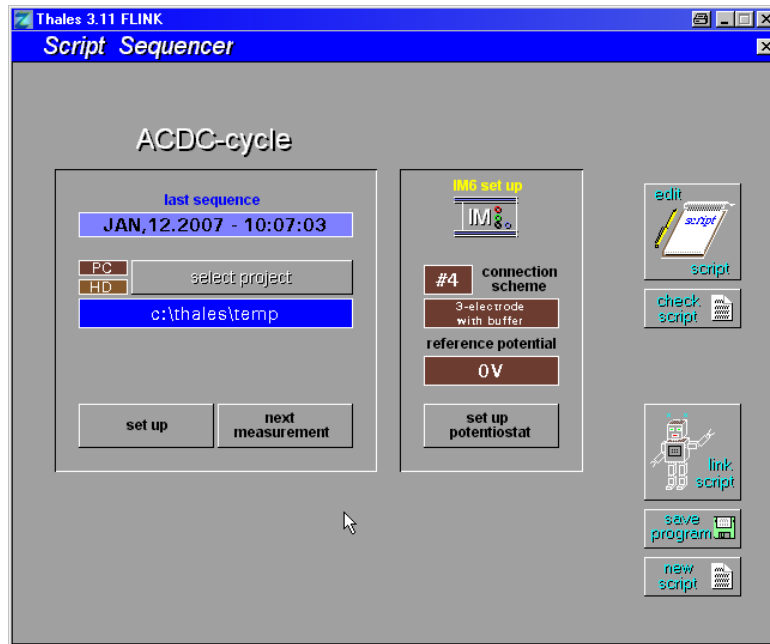 Thales 3.11 FLINK
Script Sequencer
ACDC-cycle
last sequence
JAN,12.2007 - 10:07:03
PC
HD
select project
c:\thales\temp
set up
next
measurement
IM6 set up
IM
#4
connection
scheme
3-electrode
with buffer
reference potential
0V
set up
potentiostat
edit
script
script
check
script
link
script
save
program
new
script